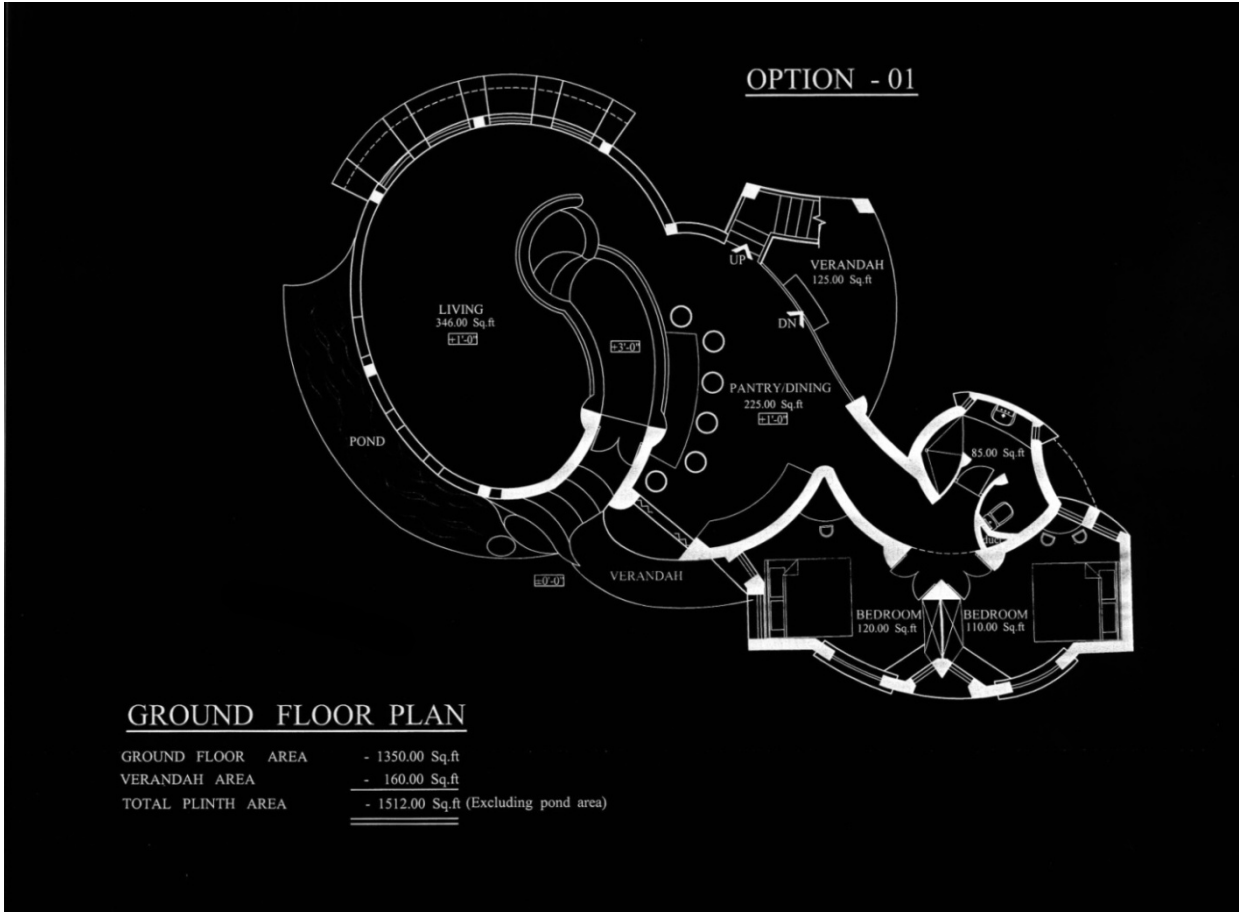 OPTION - 01
UP
VERANDAH
125.00 Sq.ft
LIVING
346.00 Sq.ft
+1'-0"
DN
+3'-0"
PANTRY/DINING
225.00 Sq.ft
+1'-0"
POND
85.00 Sq.ft
duct
±0'-0"
VERANDAH
BEDROOM
120.00 Sq.ft
BEDROOM
110.00 Sq.ft
GROUND FLOOR PLAN
GROUND FLOOR AREA - 1350.00 Sq.ft
VERANDAH AREA - 160.00 Sq.ft
TOTAL PLINTH AREA - 1512.00 Sq.ft (Excluding pond area)